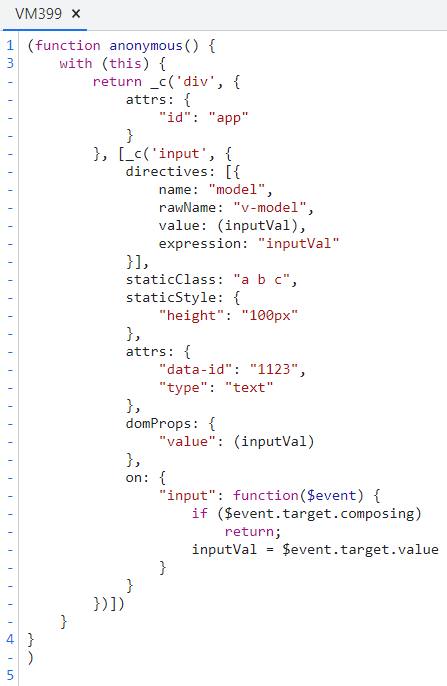 VM399 ×
1 (function anonymous() {
3     with (this) {
-         return _c('div', {
-             attrs: {
-                 "id": "app"
-             }
-         }, [_c('input', {
-             directives: [{
-                 name: "model",
-                 rawName: "v-model",
-                 value: (inputVal),
-                 expression: "inputVal"
-             }],
-             staticClass: "a b c",
-             staticStyle: {
-                 "height": "100px"
-             },
-             attrs: {
-                 "data-id": "1123",
-                 "type": "text"
-             },
-             domProps: {
-                 "value": (inputVal)
-             },
-             on: {
-                 "input": function($event) {
-                     if ($event.target.composing)
-                         return;
-                     inputVal = $event.target.value
-                 }
-             }
-         })])
-     }
4 }
- )
5